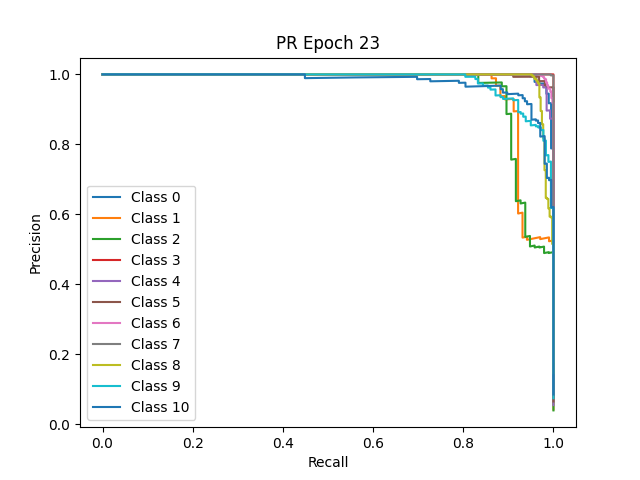 PR Epoch 23
1.0
0.8
0.6
0.4
0.2
0.0
Precision
Class 0
Class 1
Class 2
Class 3
Class 4
Class 5
Class 6
Class 7
Class 8
Class 9
Class 10
0.0 0.2 0.4 0.6 0.8 1.0
Recall